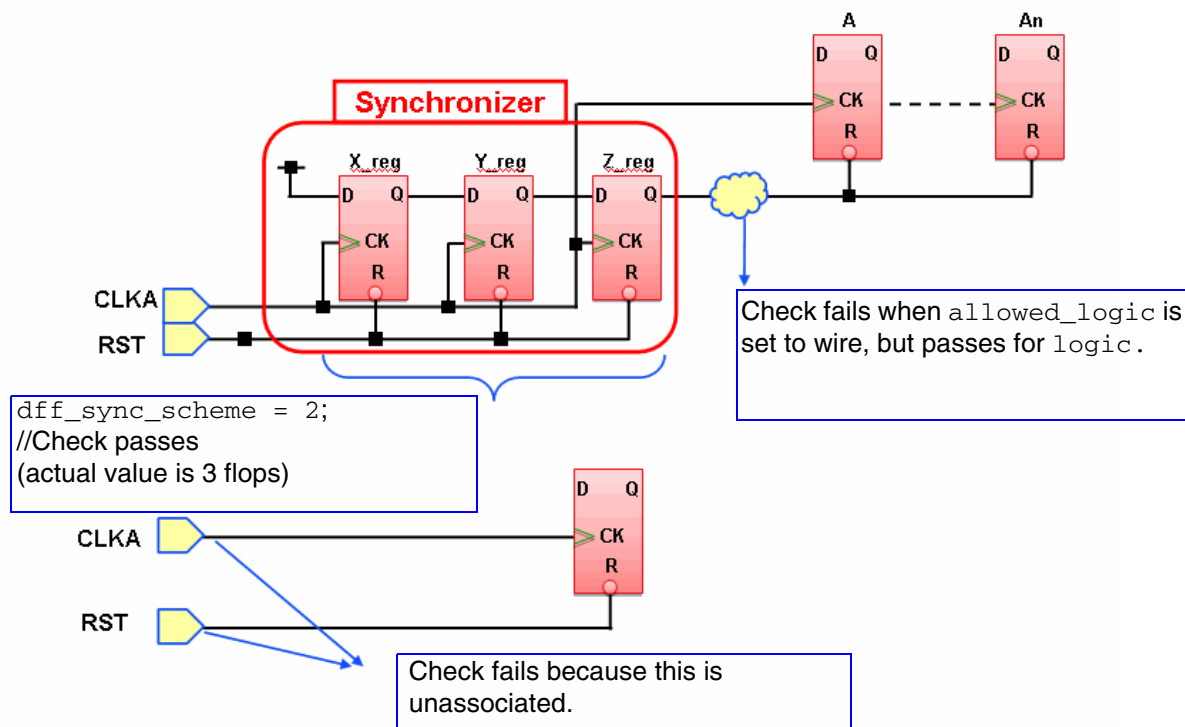 A An
D Q D Q
CK CK
R R
Synchronizer
X_reg Y_reg Z_reg
D Q D Q D Q
CK CK CK
R R R
CLKA
RST
Check fails when allowed_logic is
set to wire, but passes for logic.
dff_sync_scheme = 2;
//Check passes
(actual value is 3 flops)
D Q
CLKA
CK
R
RST
Check fails because this is
unassociated.